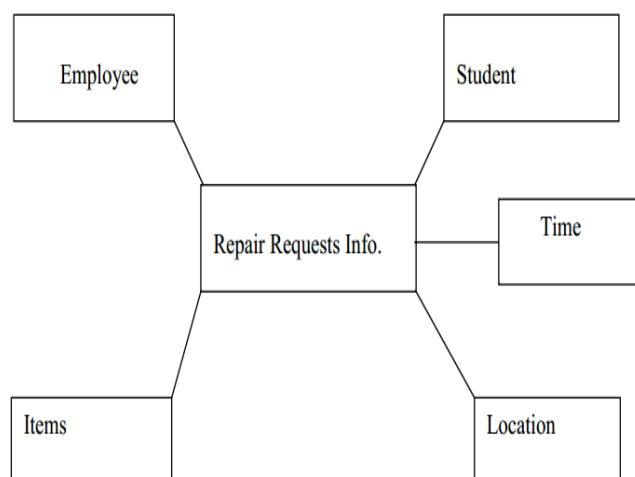 Employee
Student
Repair Requests Info.
Time
Items
Location